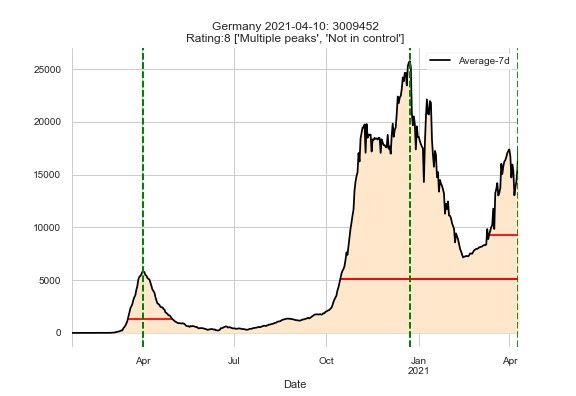 Germany 2021-04-10: 3009452
Rating:8 ['Multiple peaks', 'Not in control']
Average-7d
25000
20000
15000
10000
5000
0
Apr Jul Oct Jan Apr
2021
Date